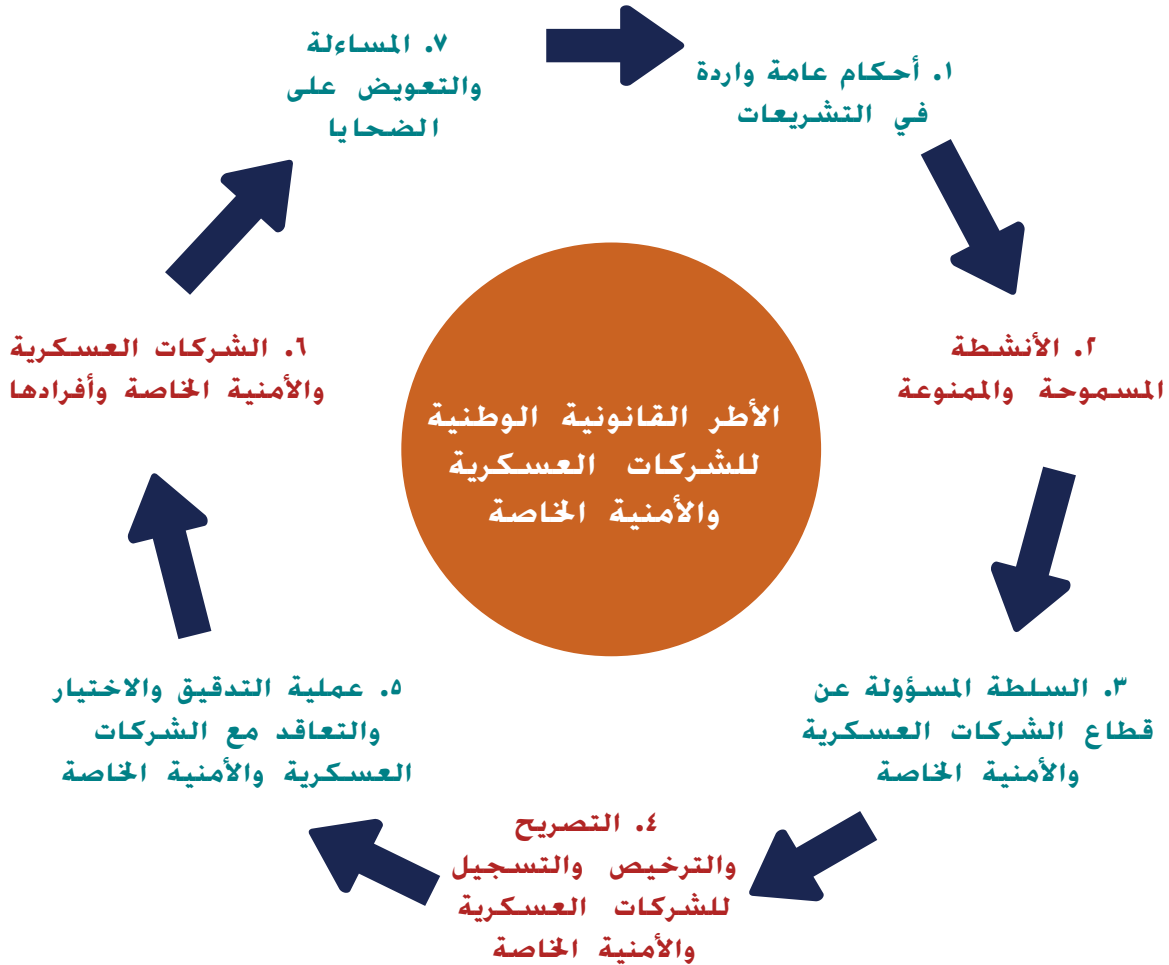 الأطر القانونية الوطنية
للشركات العسكرية
والأمنية الخاصة
١. أحكام عامة واردة
في التشريعات
٢. الأنشطة
المسموحة والممنوعة
٣. السلطة المسؤولة عن
قطاع الشركات العسكرية
والأمنية الخاصة
٤. التصريح
والترخيص والتسجيل
للشركات العسكرية
والأمنية الخاصة
٥. عملية التدقيق والاختيار
والتعاقد مع الشركات
العسكرية والأمنية الخاصة
٦. الشركات العسكرية
والأمنية الخاصة وأفرادها
٧. المساءلة
والتعويض على
الضحايا